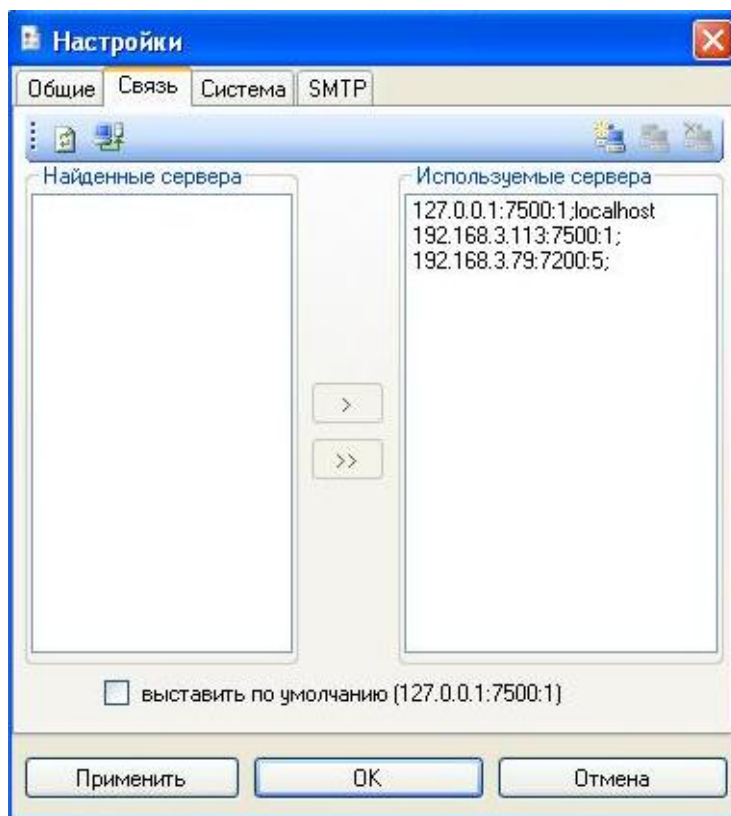 Настройки
Общие Связь Система SMTP
Найденные сервера Используемые сервера
127.0.0.1:7500:1;localhost
192.168.3.113:7500:1;
192.168.3.79:7200:5;
>
>>
выставить по умолчанию (127.0.0.1:7500:1)
Применить OK Отмена